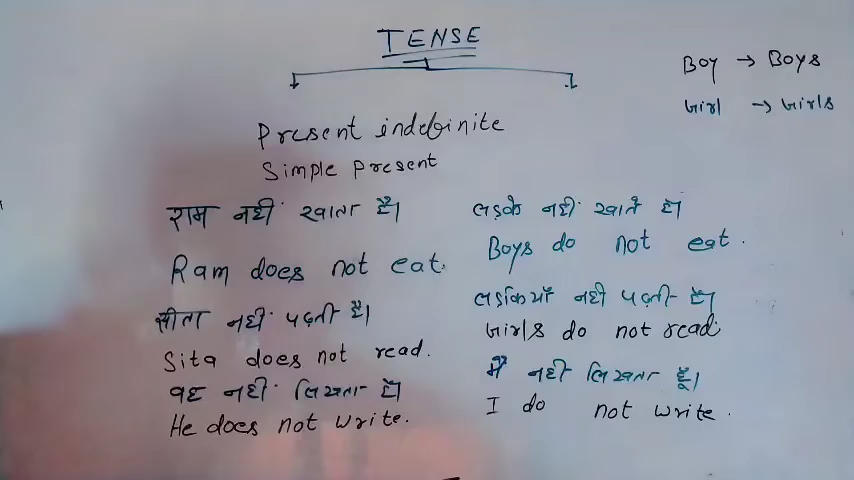 TENSE
Boy → Boys
Girl → Girls
Present indefinite
Simple Present
राम नहीं खाता है।
Ram does not eat.
सीता नहीं पढ़ती है।
Sita does not read.
वह नहीं लिखता है।
He does not write.
लड़के नहीं खाते हैं।
Boys do not eat.
लड़कियाँ नहीं पढ़ती हैं।
Girls do not read.
मैं नहीं लिखता हूँ।
I do not write.